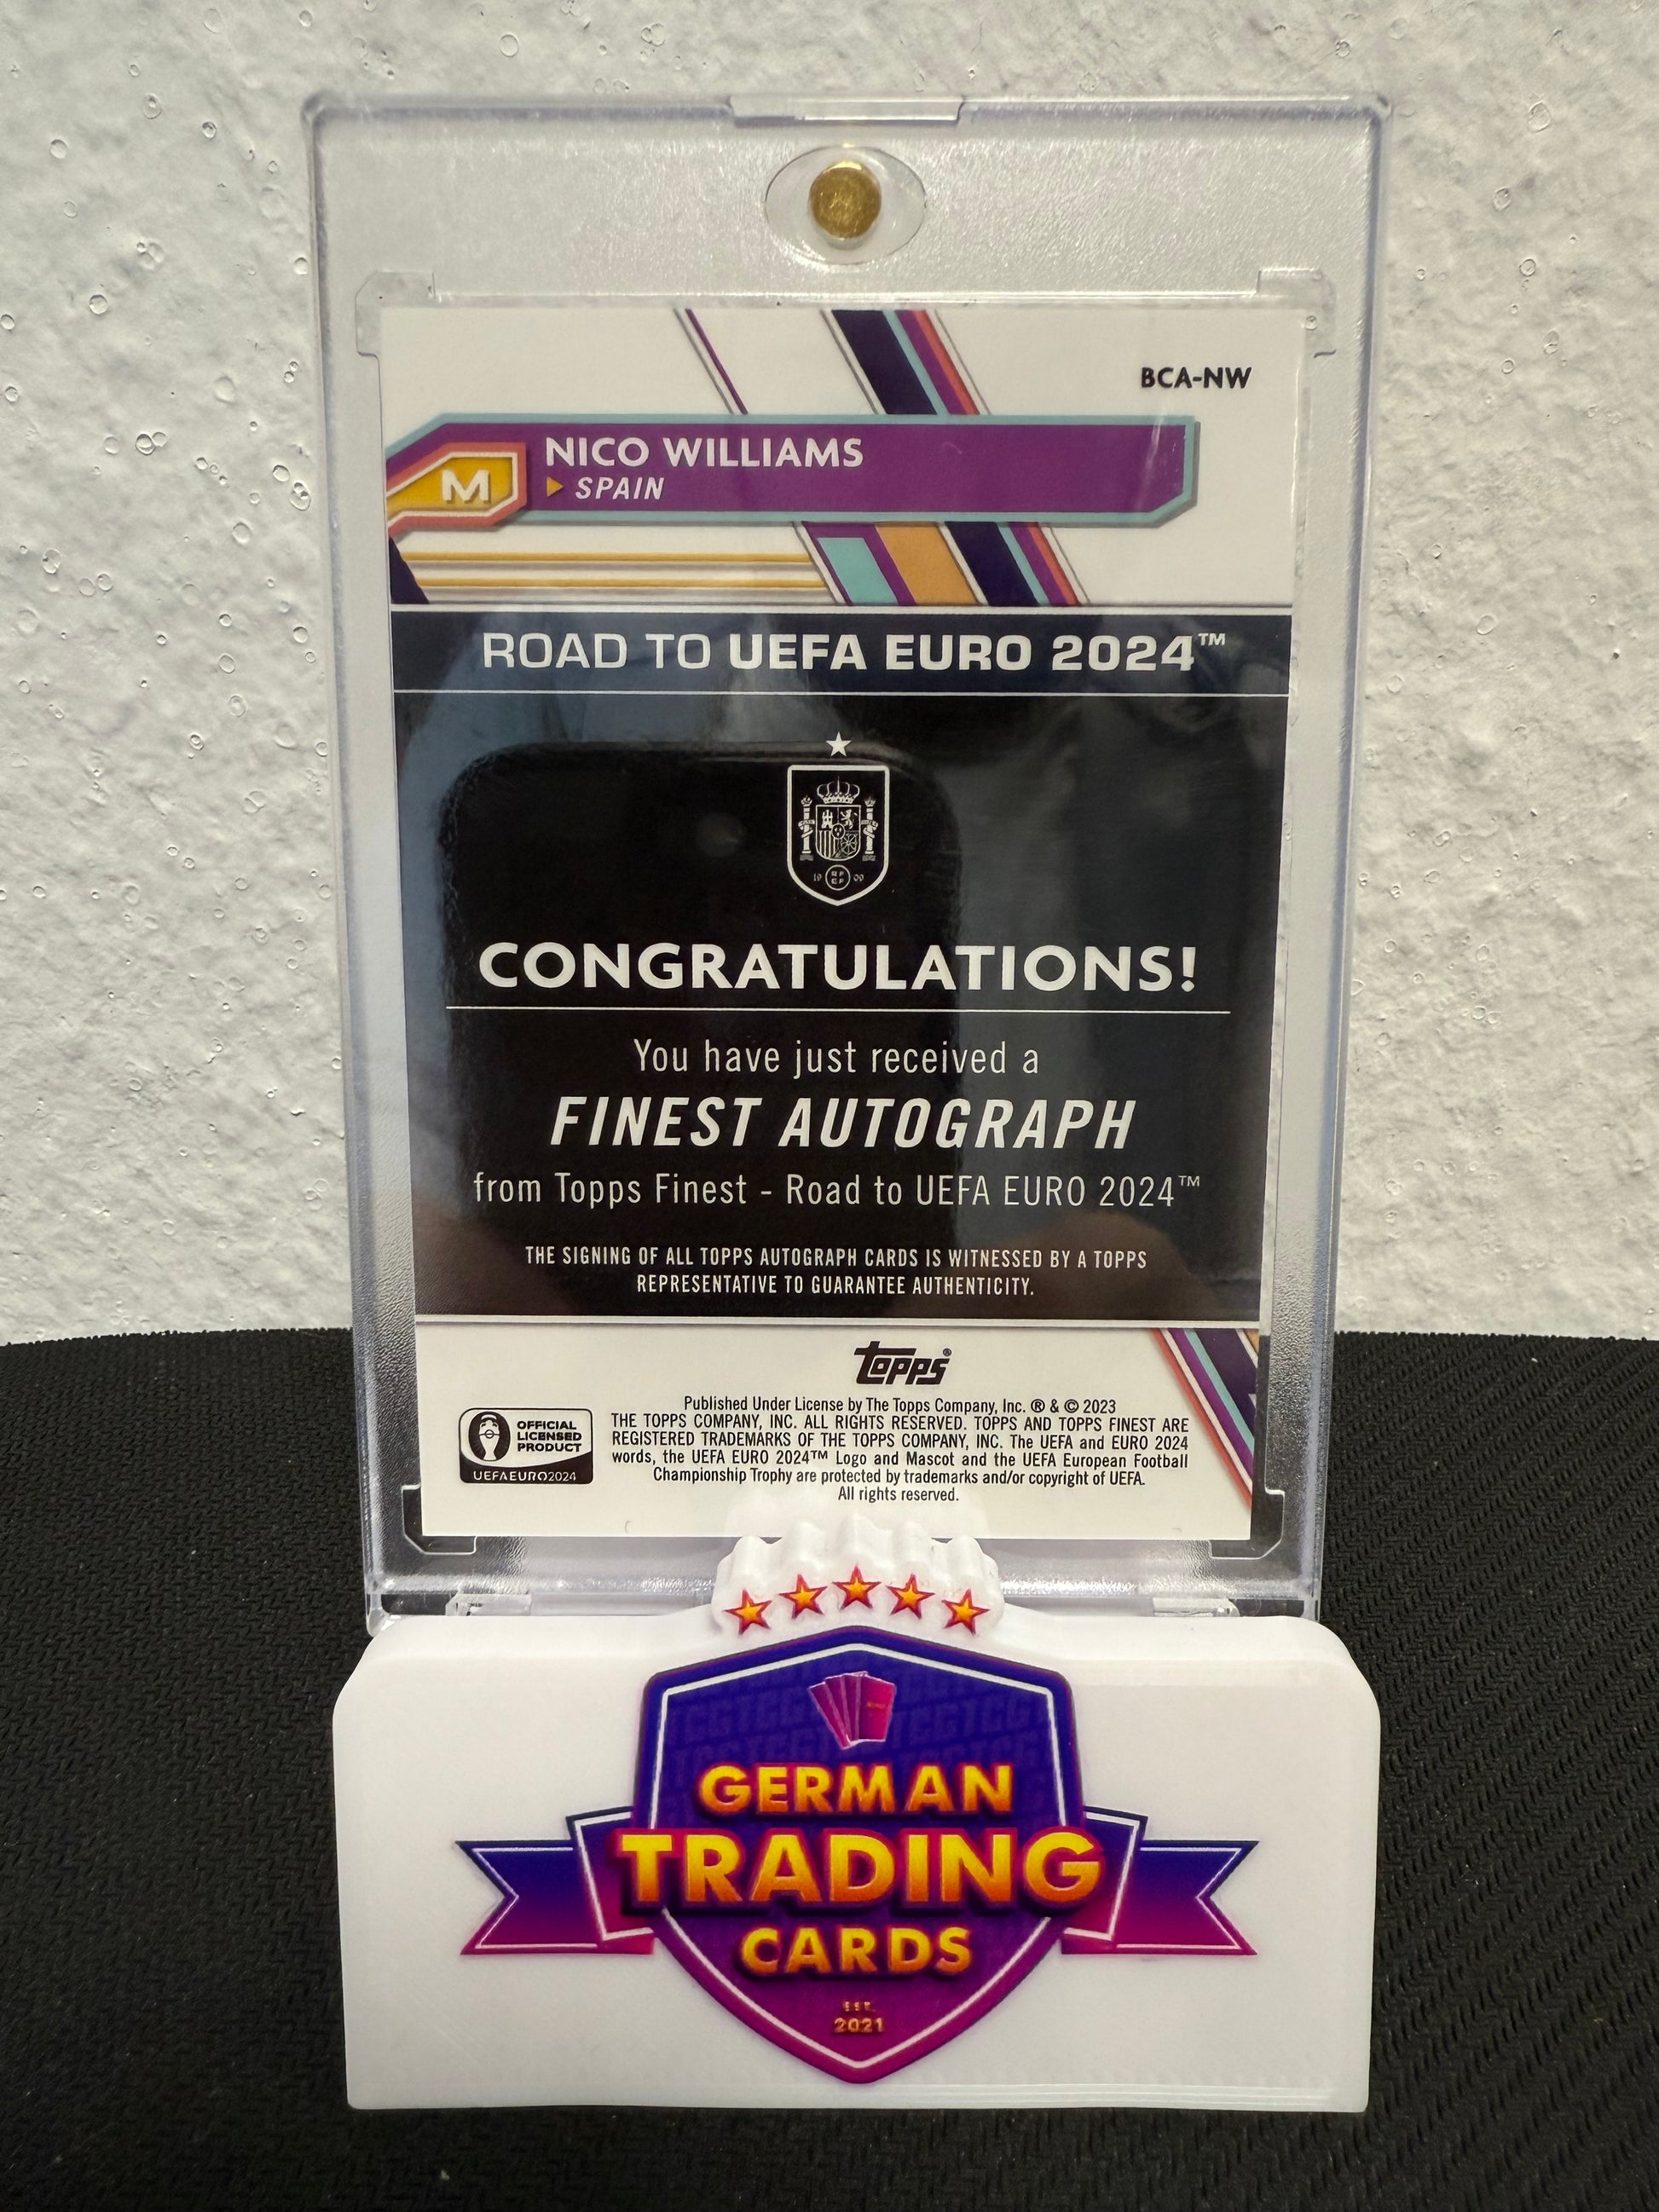 BCA-NW
NICO WILLIAMS
M
SPAIN
ROAD TO UEFA EURO 2024™
CONGRATULATIONS!
You have just received a
FINEST AUTOGRAPH
from Topps Finest - Road to UEFA EURO 2024™
THE SIGNING OF ALL TOPPS AUTOGRAPH CARDS IS WITNESSED BY A TOPPS
REPRESENTATIVE TO GUARANTEE AUTHENTICITY.
topps®
OFFICIAL
LICENSED
PRODUCT
UEFAEURO2024
Published Under License by The Topps Company, Inc. ® & © 2023
THE TOPPS COMPANY, INC. ALL RIGHTS RESERVED. TOPPS AND TOPPS FINEST ARE
REGISTERED TRADEMARKS OF THE TOPPS COMPANY, INC. The UEFA and EURO 2024
words, the UEFA EURO 2024™ Logo and Mascot and the UEFA European Football
Championship Trophy are protected by trademarks and/or copyright of UEFA.
All rights reserved.
GERMAN
TRADING
CARDS
EST.
2021